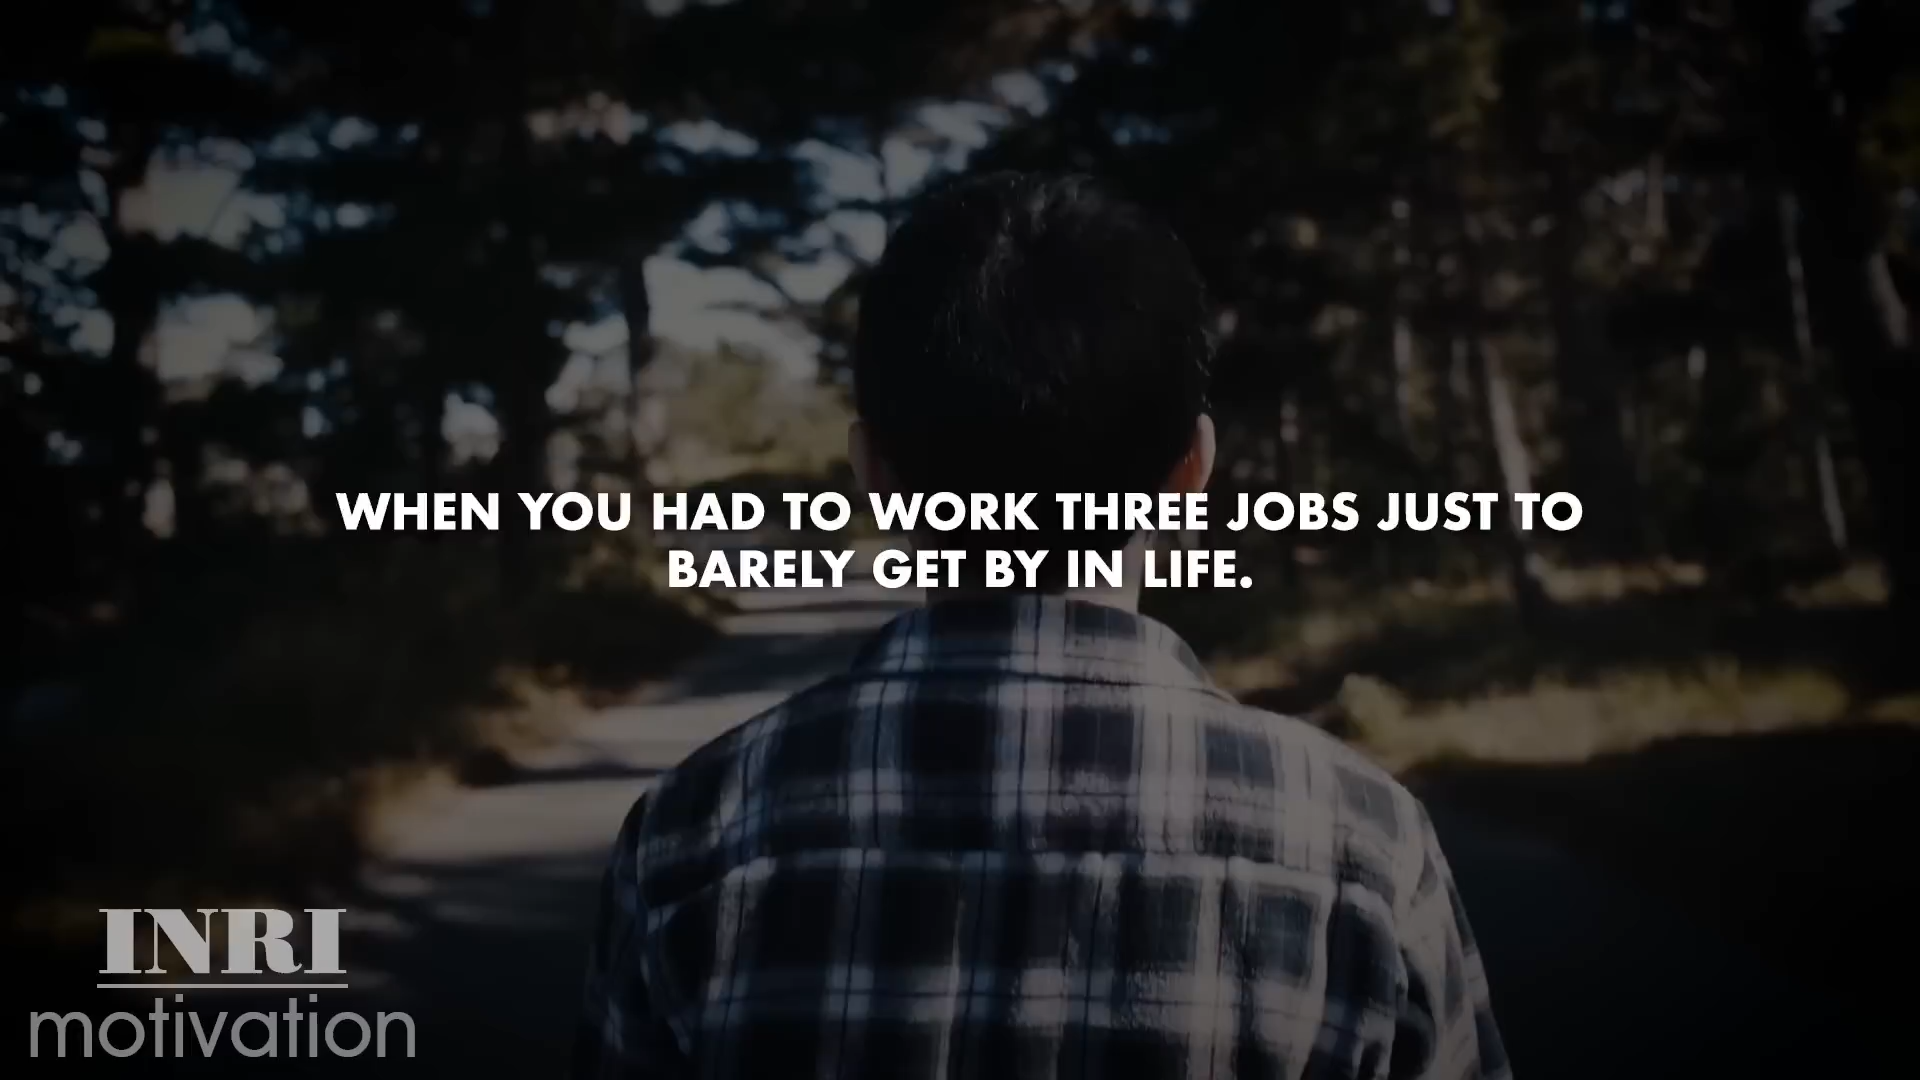 WHEN YOU HAD TO WORK THREE JOBS JUST TO
BARELY GET BY IN LIFE.
INRI
motivation